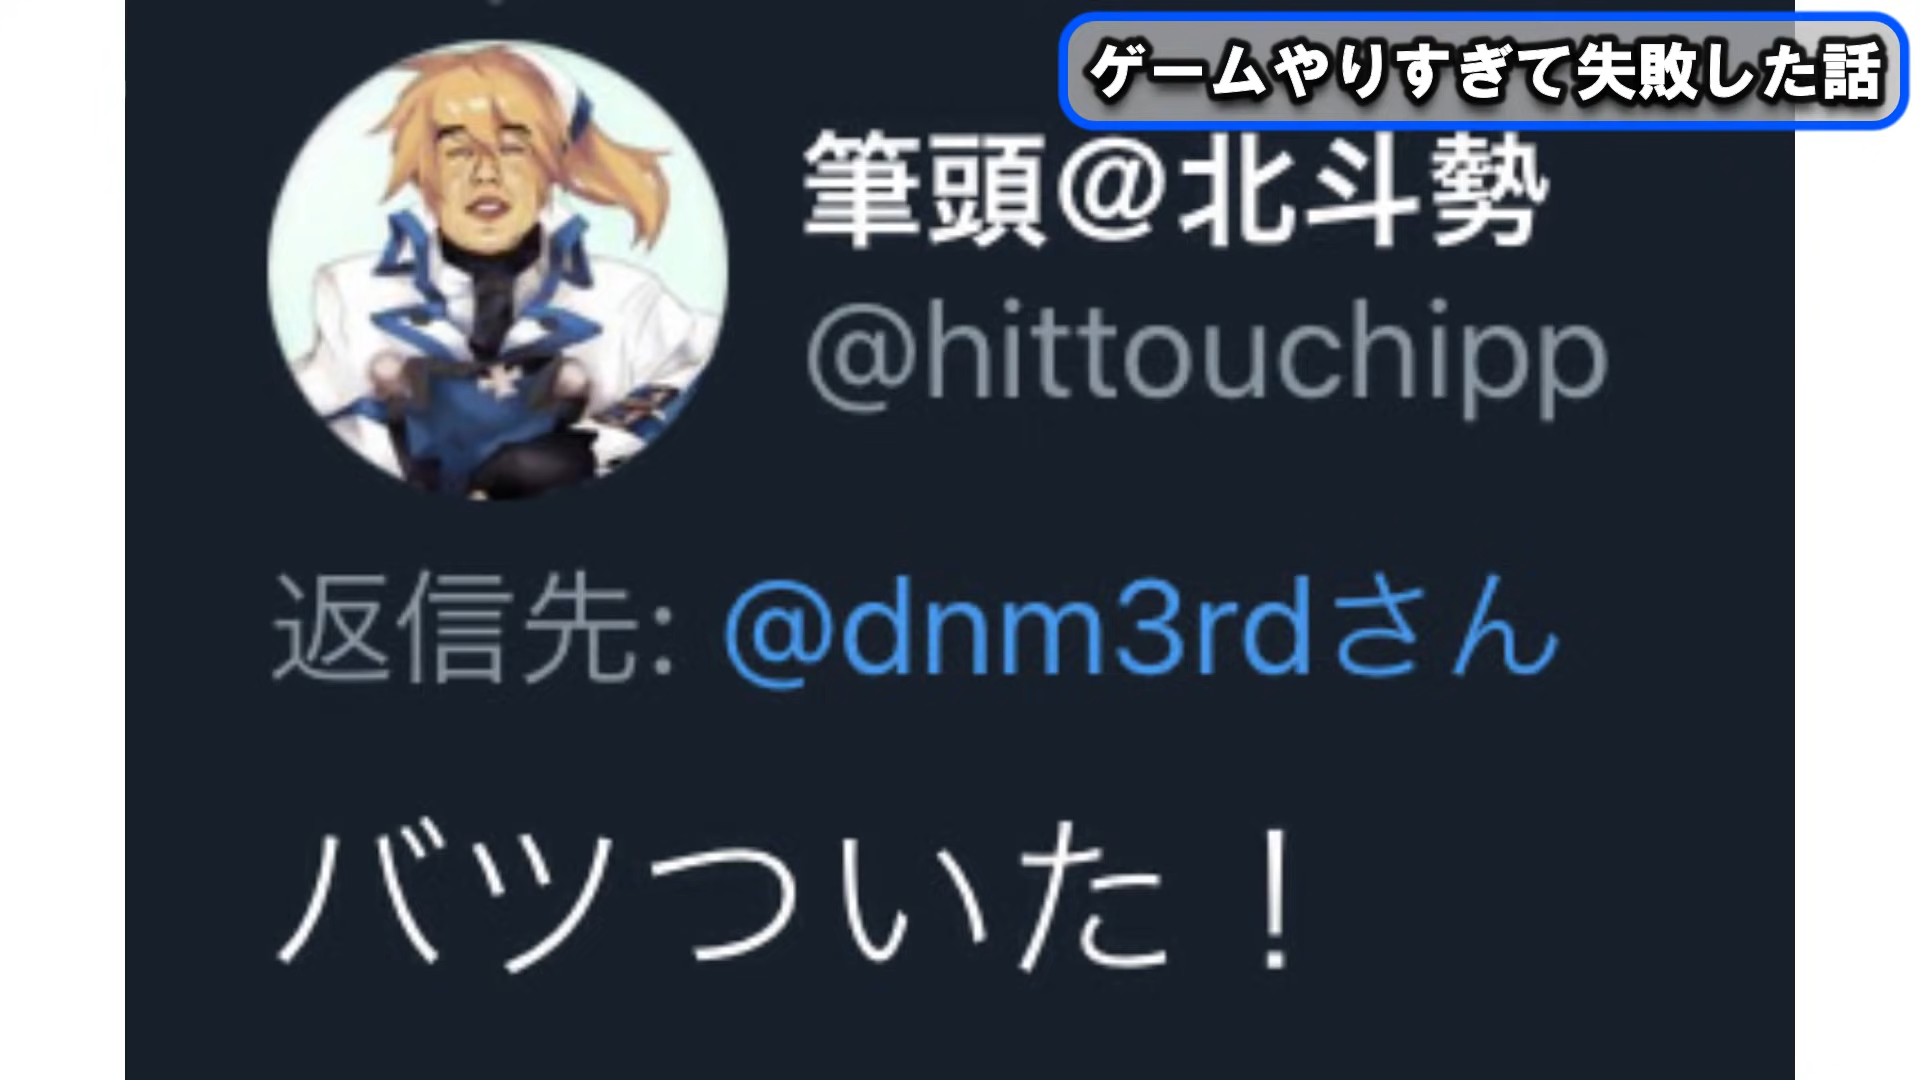 ゲームやりすぎて失敗した話
筆頭@北斗勢
@hittouchipp
返信先: @dnm3rdさん
バツついた！